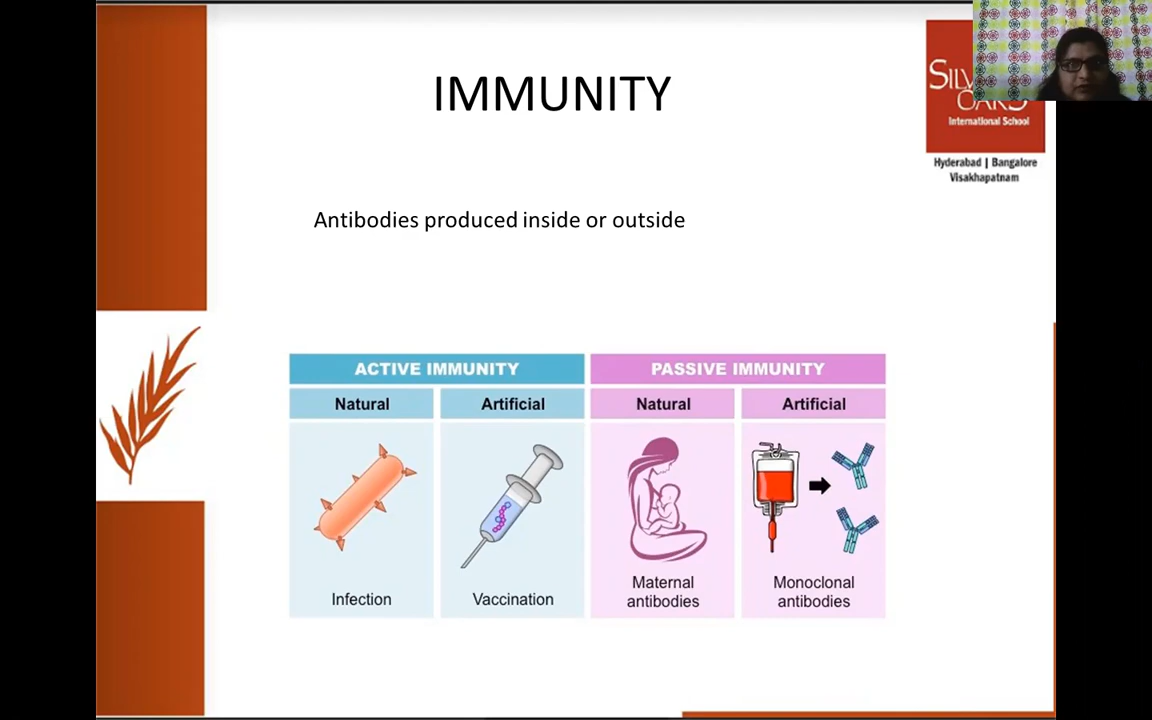 IMMUNITY
International School
Hyderabad | Bangalore
Visakhapatnam
Antibodies produced inside or outside
ACTIVE IMMUNITY
PASSIVE IMMUNITY
Natural
Artificial
Natural
Artificial
Infection
Vaccination
Maternal
antibodies
Monoclonal
antibodies